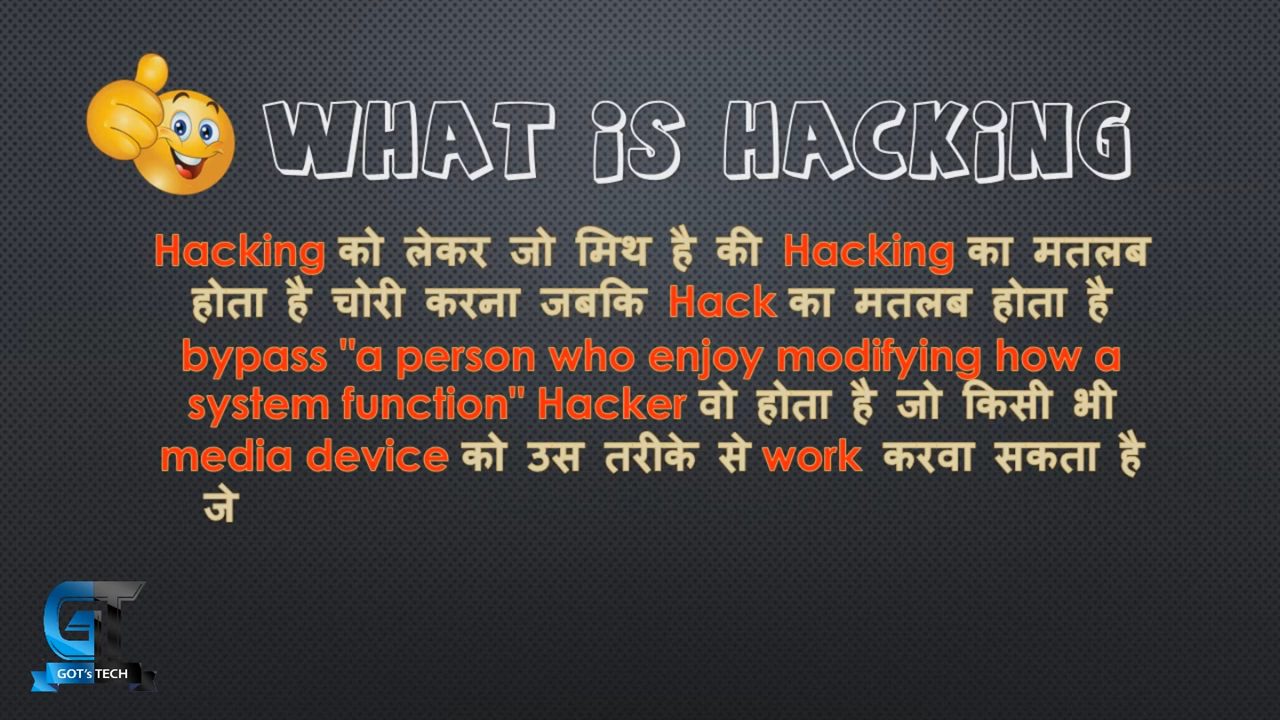 WHAT iS HACKiNG
Hacking को लेकर जो मिथ है की Hacking का मतलब
होता है चोरी करना जबकि Hack का मतलब होता है
bypass "a person who enjoy modifying how a
system function" Hacker वो होता है जो किसी भी
media device को उस तरीके से work करवा सकता है
जे
GT
GOT's TECH